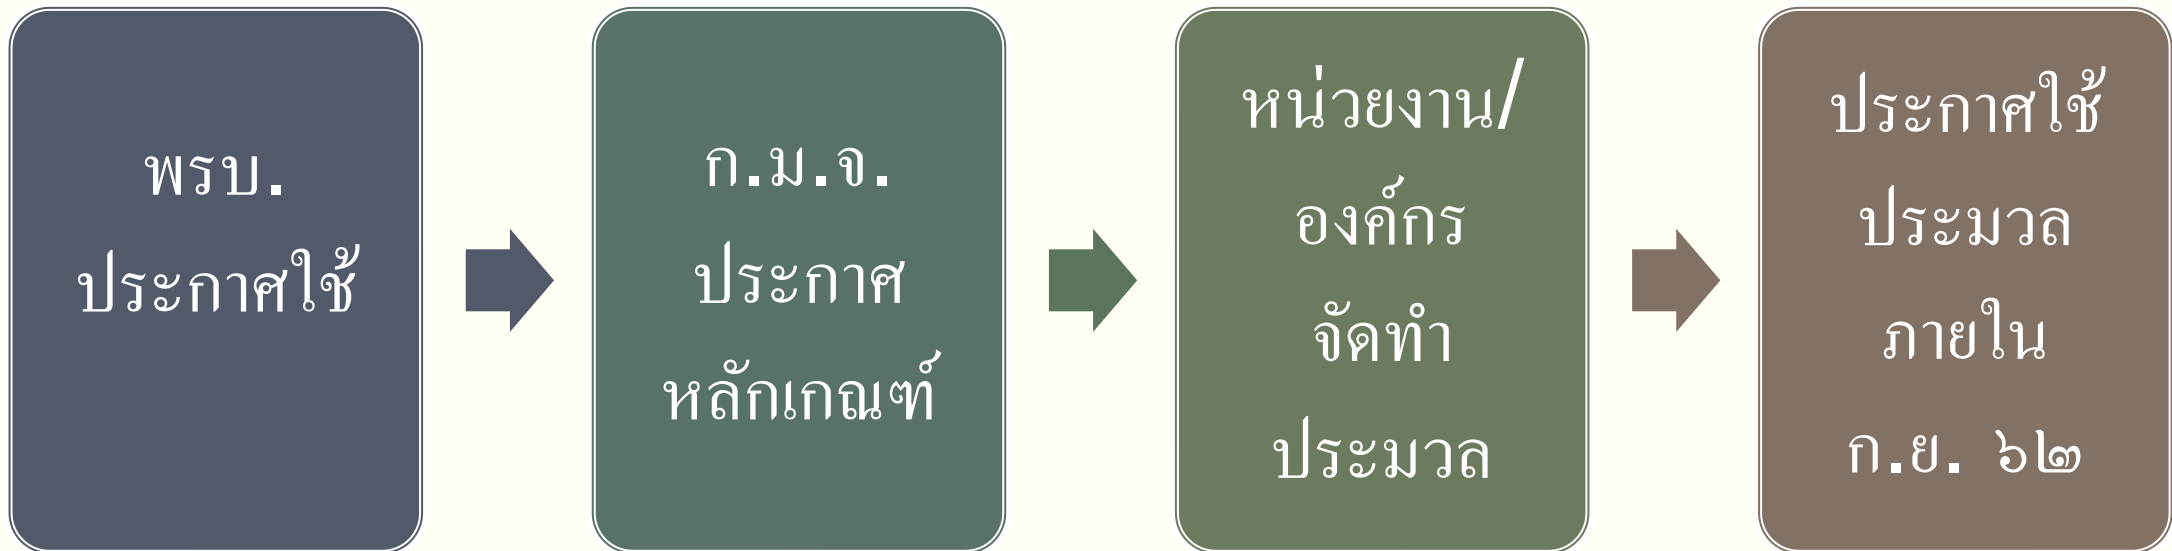 พรบ.
ประกาศใช้
ก.ม.จ.
ประกาศ
หลักเกณฑ์
หน่วยงาน/
องค์กร
จัดทำ
ประมวล
ประกาศใช้
ประมวล
ภายใน
ก.ย. ๖๒